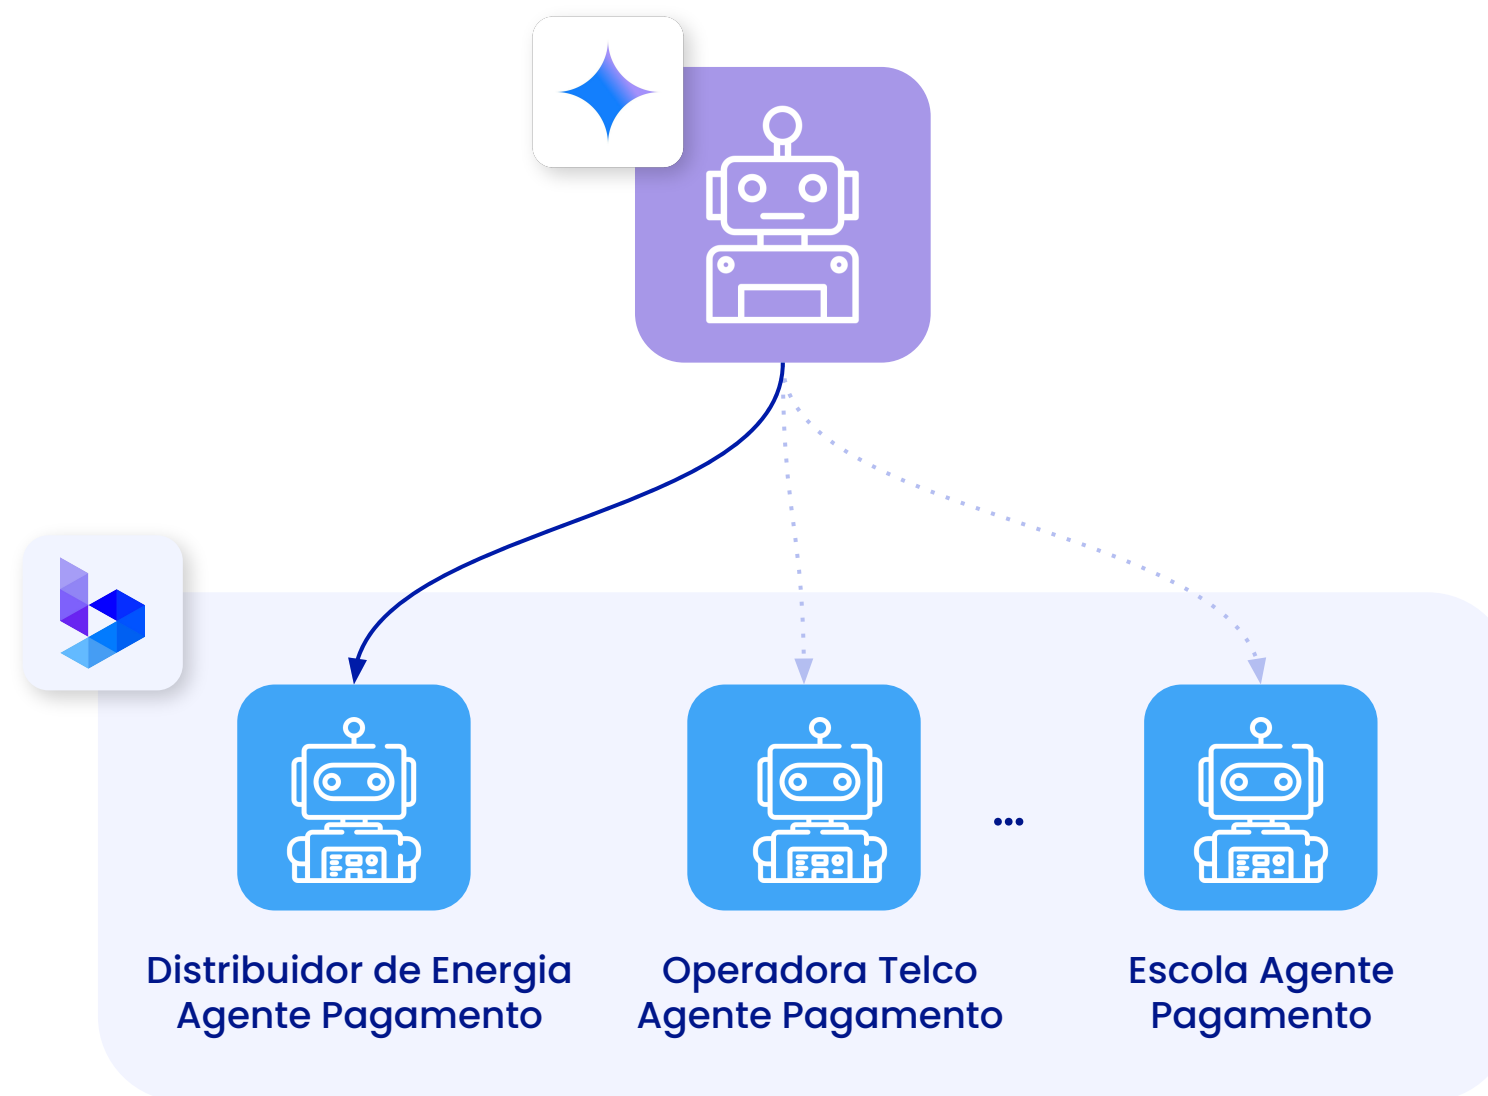 ...
Distribuidor de Energia
Agente Pagamento
Operadora Telco
Agente Pagamento
Escola Agente
Pagamento